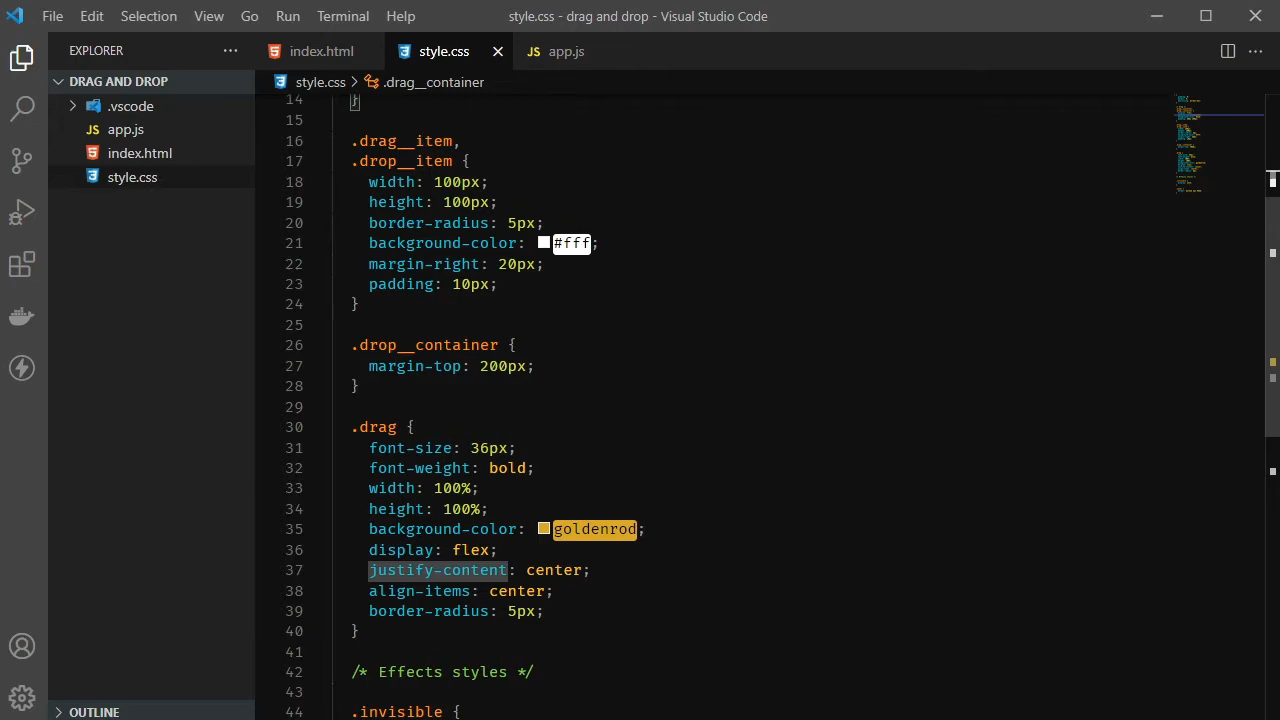 File Edit Selection View Go Run Terminal Help style.css - drag and drop - Visual Studio Code
EXPLORER
index.html style.css JS app.js
DRAG AND DROP
style.css > .drag__container
.vscode
JS app.js
index.html
style.css
OUTLINE
14 }
15
16 .drag__item,
17 .drop__item {
18 width: 100px;
19 height: 100px;
20 border-radius: 5px;
21 background-color: #fff;
22 margin-right: 20px;
23 padding: 10px;
24 }
25
26 .drop__container {
27 margin-top: 200px;
28 }
29
30 .drag {
31 font-size: 36px;
32 font-weight: bold;
33 width: 100%;
34 height: 100%;
35 background-color: goldenrod;
36 display: flex;
37 justify-content: center;
38 align-items: center;
39 border-radius: 5px;
40 }
41
42 /* Effects styles */
43
44 .invisible {